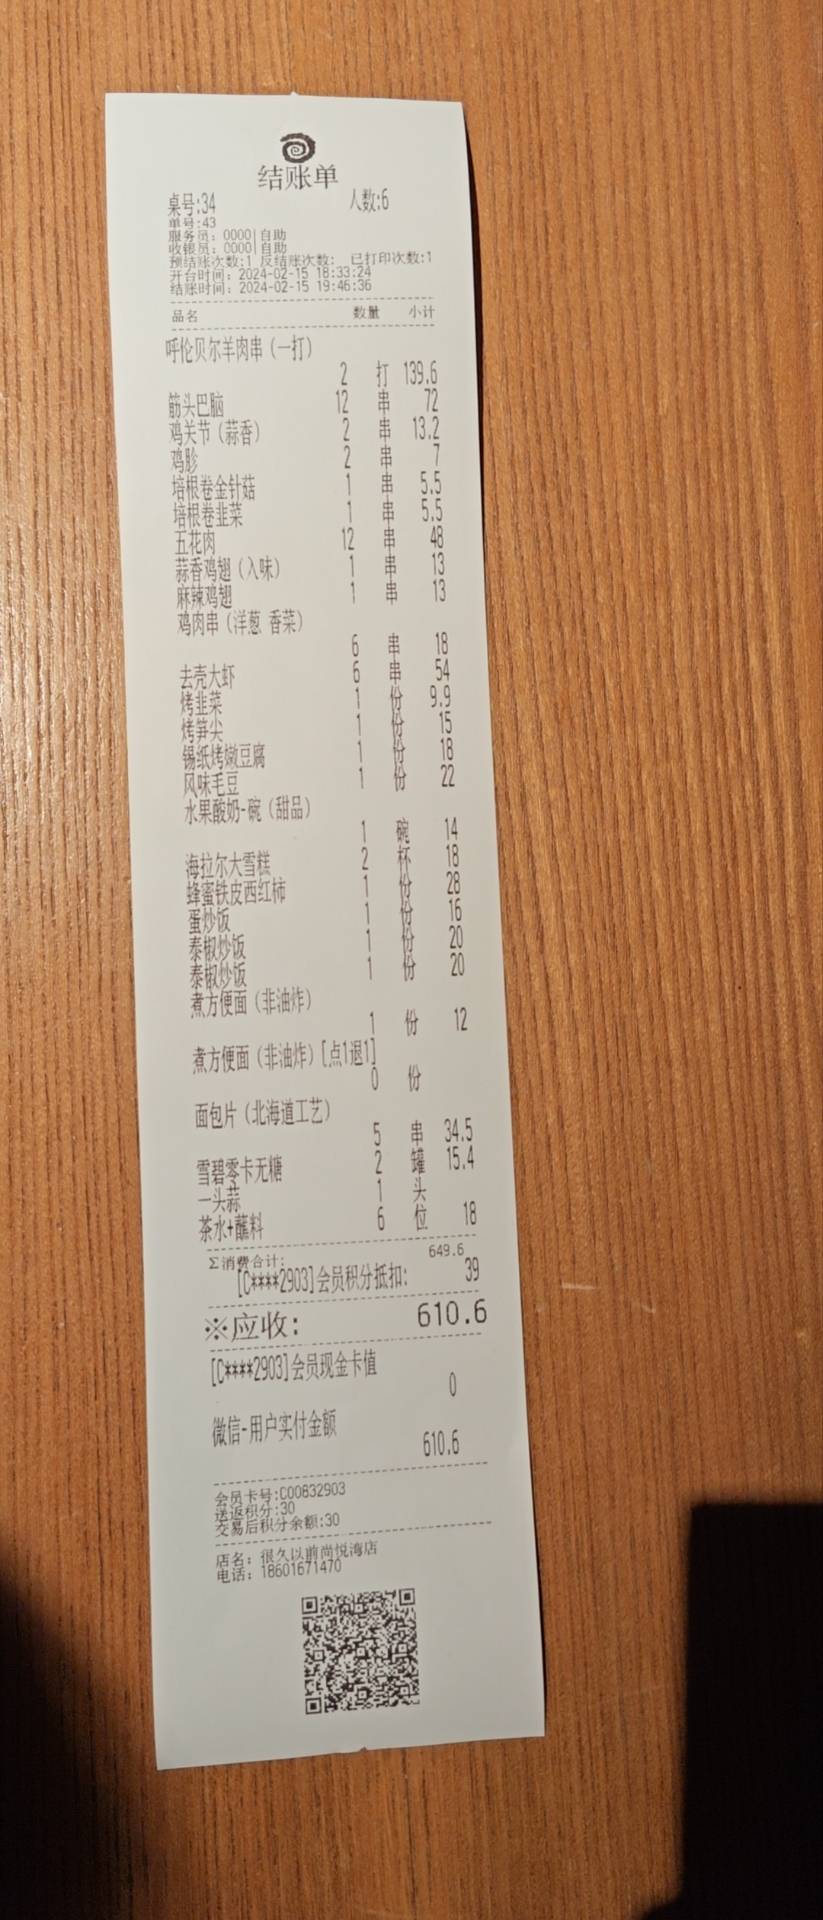 结账单
桌号:34 人数:6
单号:43
服务员: 0000|自助
收银员: 0000|自助
预结账次数:1 反结账次数: 已打印次数:1
开台时间: 2024-02-15 18:33:24
结账时间: 2024-02-15 19:46:36
品名 数量 小计
呼伦贝尔羊肉串(一打)
2 打 139.6
筋头巴脑 12 串 72
鸡关节(蒜香) 2 串 13.2
鸡胗 2 串 7
培根卷金针菇 1 串 5.5
培根卷韭菜 1 串 5.5
五花肉 12 串 48
蒜香鸡翅(入味) 1 串 13
麻辣鸡翅 1 串 13
鸡肉串(洋葱 香菜)
6 串 18
去壳大虾 6 串 54
烤韭菜 1 份 9.9
烤笋尖 1 份 15
锡纸烤嫩豆腐 1 份 18
风味毛豆 1 份 22
水果酸奶-碗(甜品)
1 碗 14
海拉尔大雪糕 2 杯 18
蜂蜜铁皮西红柿 1 份 28
蛋炒饭 1 份 16
泰椒炒饭 1 份 20
泰椒炒饭 1 份 20
煮方便面(非油炸)
1 份 12
煮方便面(非油炸)[点1退1]
0 份
面包片(北海道工艺)
5 串 34.5
雪碧零卡无糖 2 罐 15.4
一头蒜 1 头
茶水+蘸料 6 位 18
Σ消费合计: 649.6
[C****2903]会员积分抵扣: 39
※应收: 610.6
[C****2903]会员现金卡值
0
微信-用户实付金额
610.6
会员卡号:C00832903
送返积分:30
交易后积分余额:30
店名: 很久以前尚悦湾店
电话: 18601671470